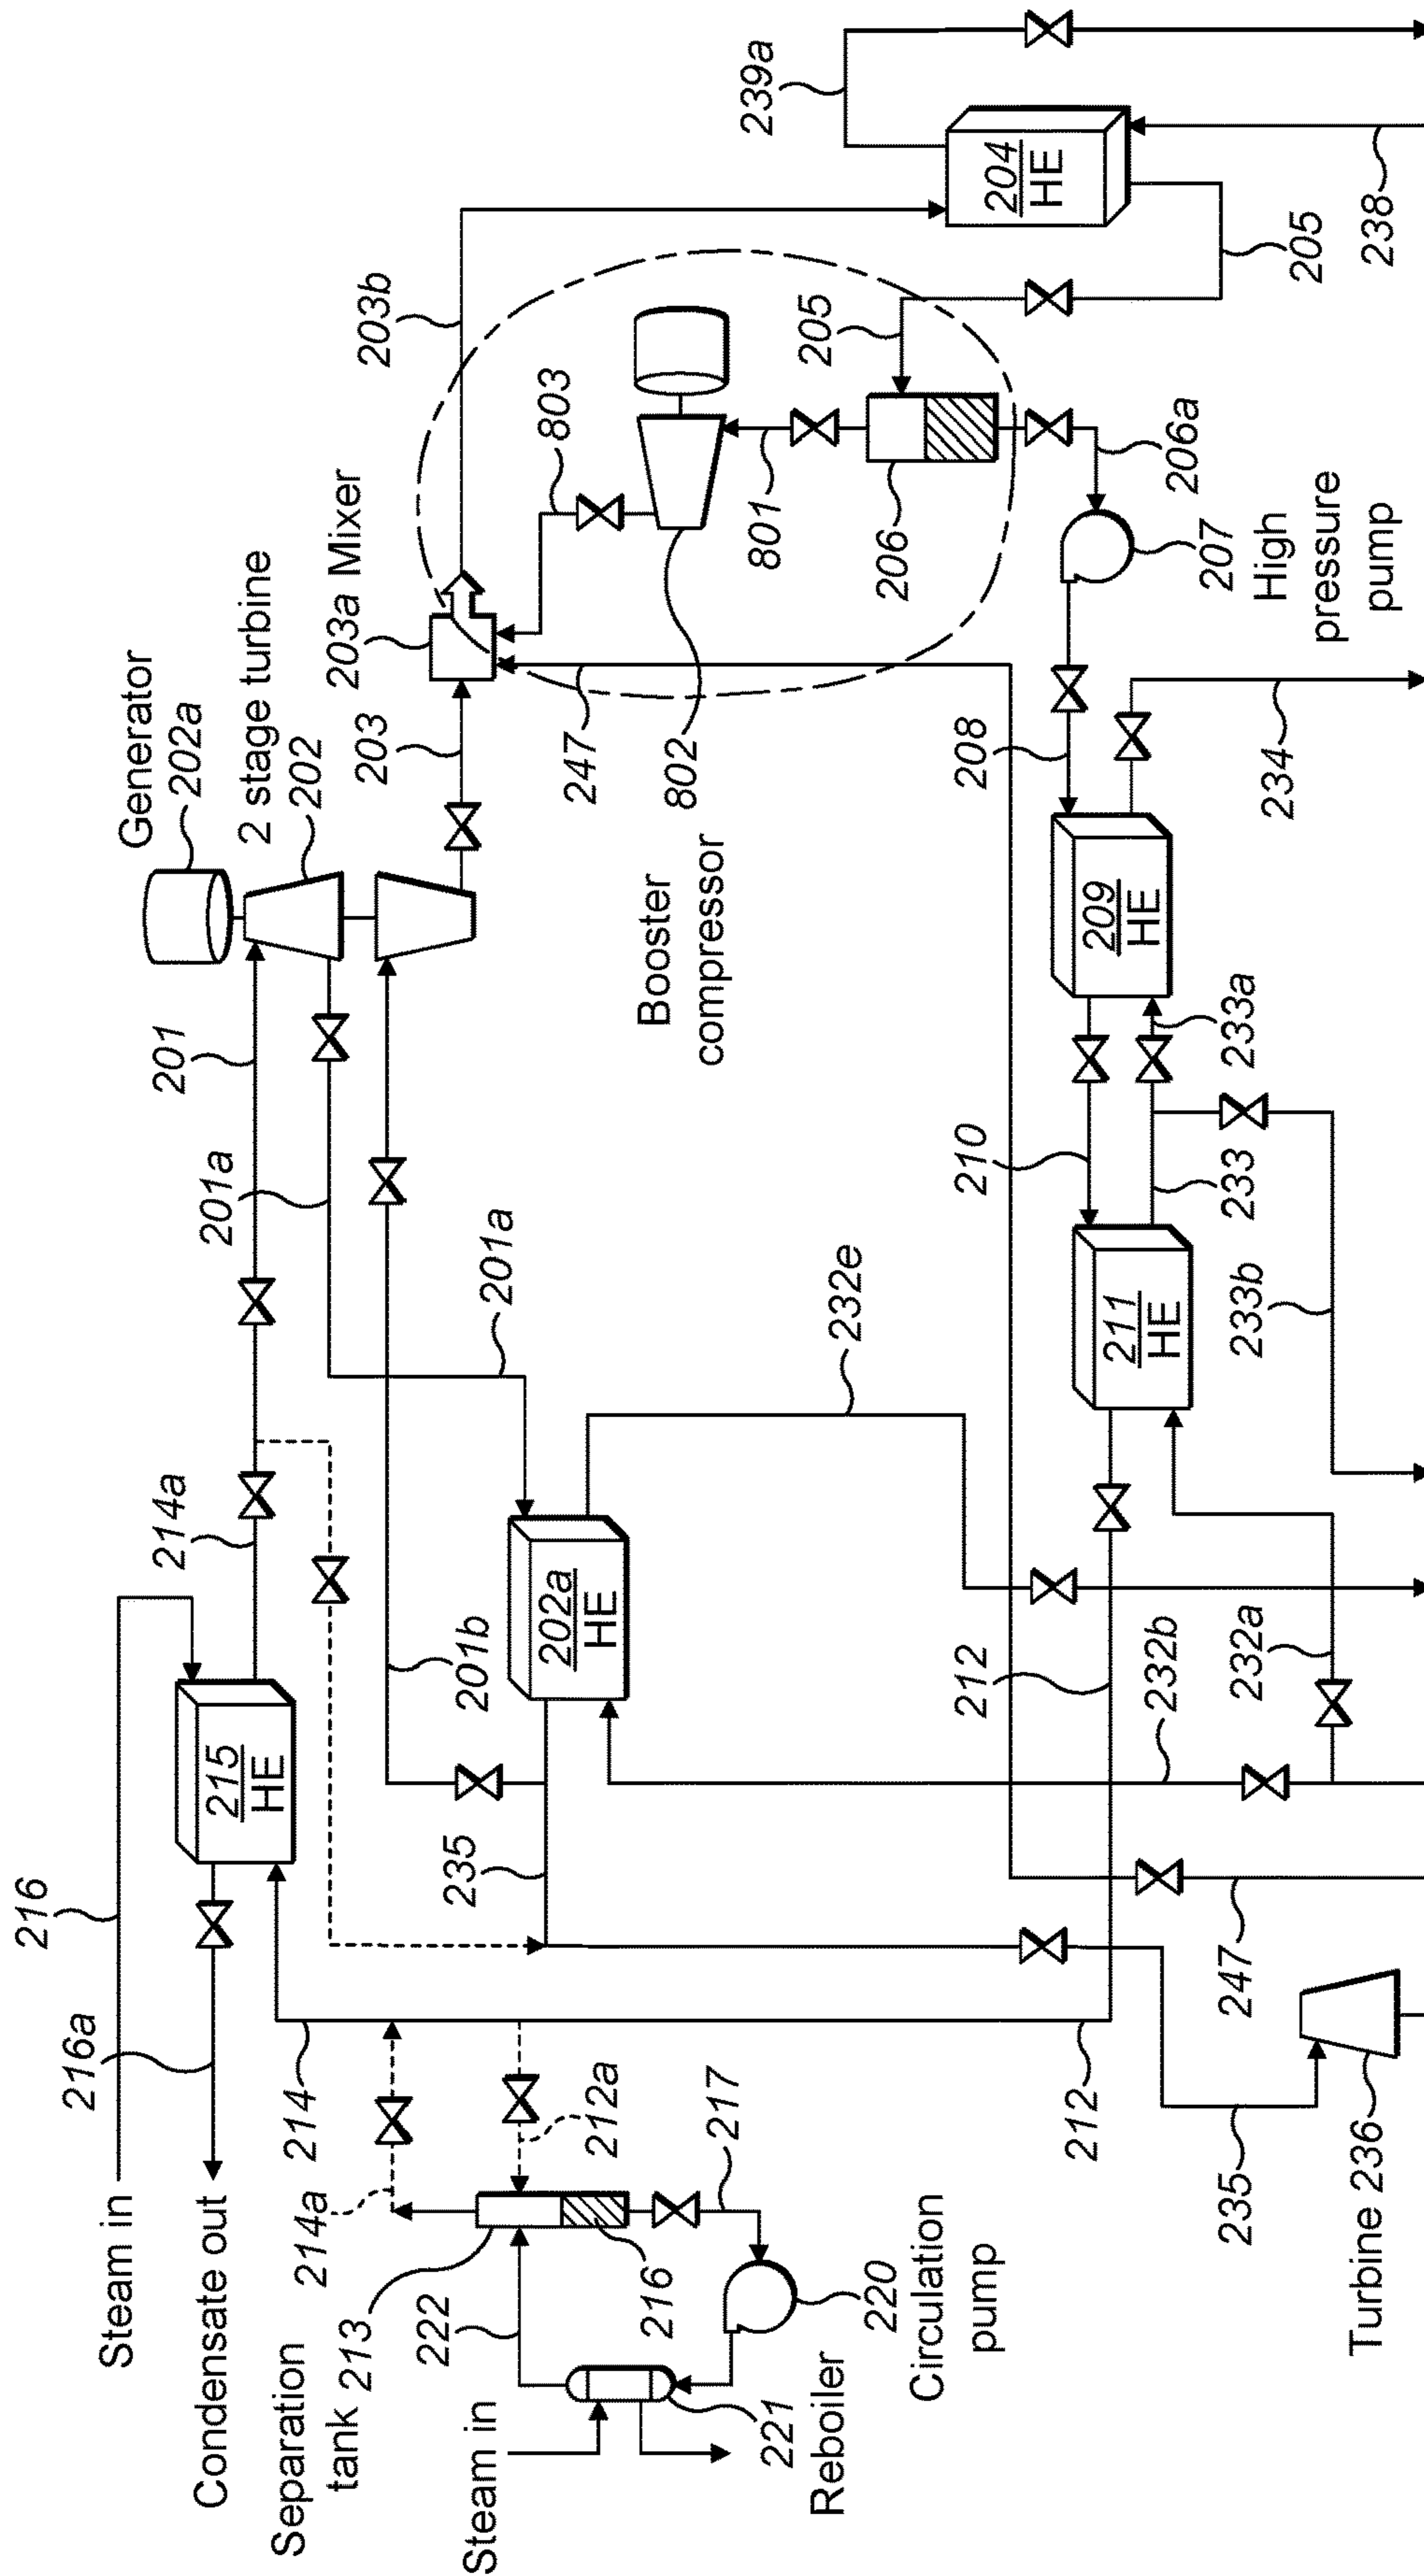 Steam in
216
216a
Condensate out
215
HE
214a
201
201a
Generator
202a
2 stage turbine
202
203
203a Mixer
203b
803
802
Booster
compressor
801
205
206
206a
207
High
pressure
pump
204
HE
239a
205
238
247
208
209
HE
234
233a
210
233
211
HE
233b
201a
232e
202a
HE
201b
235
212
232b
232a
247
214
214a
212a
Separation
tank 213
222
216
217
220
Circulation
pump
Steam in
221
Reboiler
212
235
Turbine 236